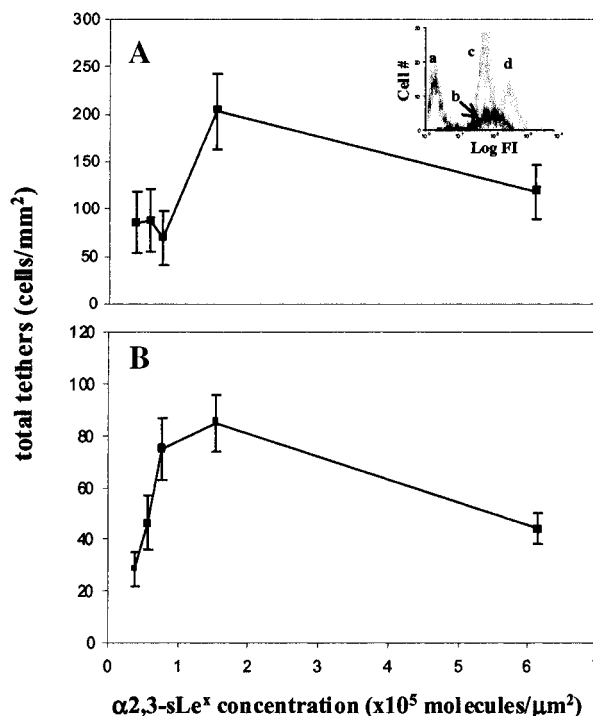 A
300
250
200
150
100
50
0
a
b
c
d
Cell #
Log FI
B
120
100
80
60
40
20
0
0 1 2 3 4 5 6 7
total tethers (cells/mm²)
α2,3-sLeˣ concentration (x10⁵ molecules/μm²)